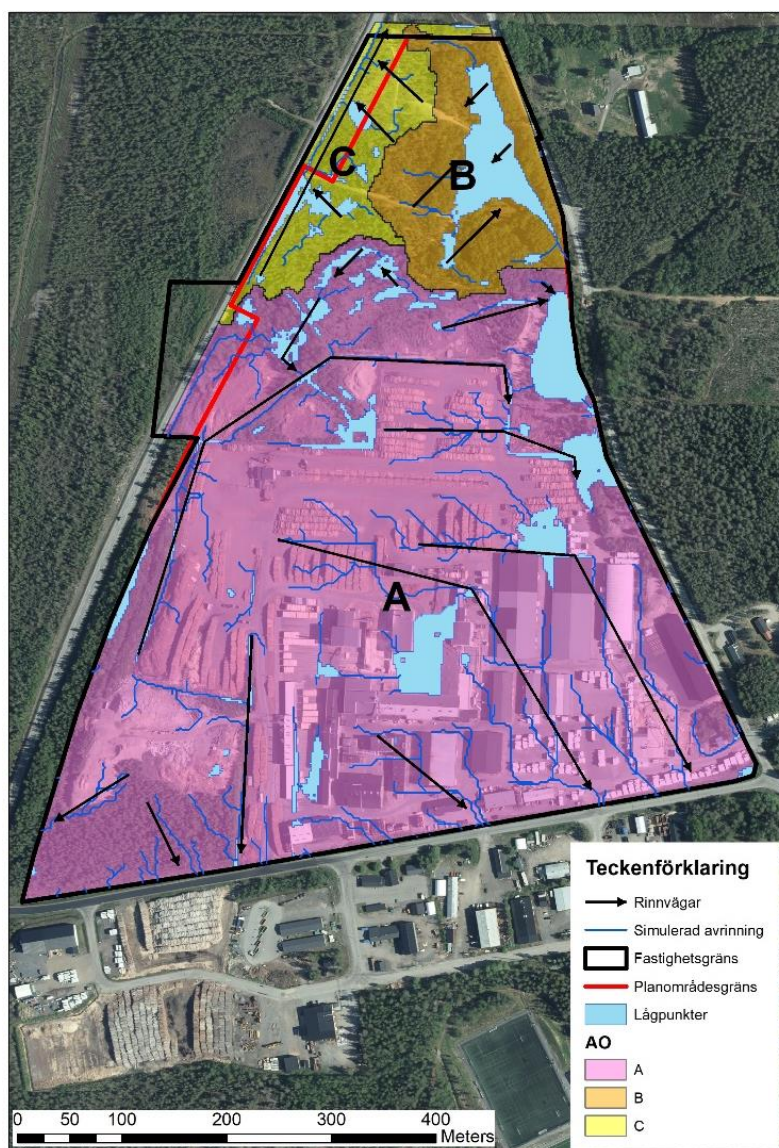 C
B
A
Teckenförklaring
Rinnvägar
Simulerad avrinning
Fastighetsgräns
Planområdesgräns
Lågpunkter
AO
A
B
C
0 50 100 200 300 400
Meters